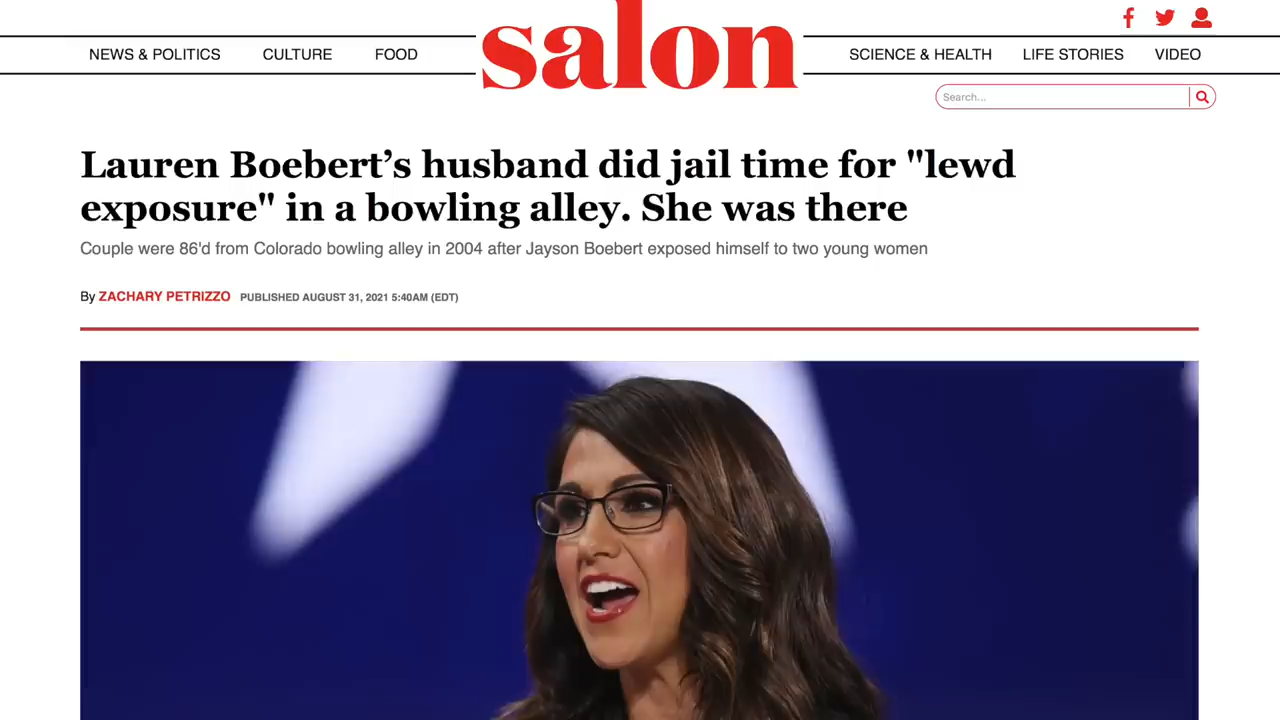 salon
NEWS & POLITICS CULTURE FOOD SCIENCE & HEALTH LIFE STORIES VIDEO
Search...
Lauren Boebert’s husband did jail time for "lewd
exposure" in a bowling alley. She was there
Couple were 86'd from Colorado bowling alley in 2004 after Jayson Boebert exposed himself to two young women
By ZACHARY PETRIZZO PUBLISHED AUGUST 31, 2021 5:40AM (EDT)